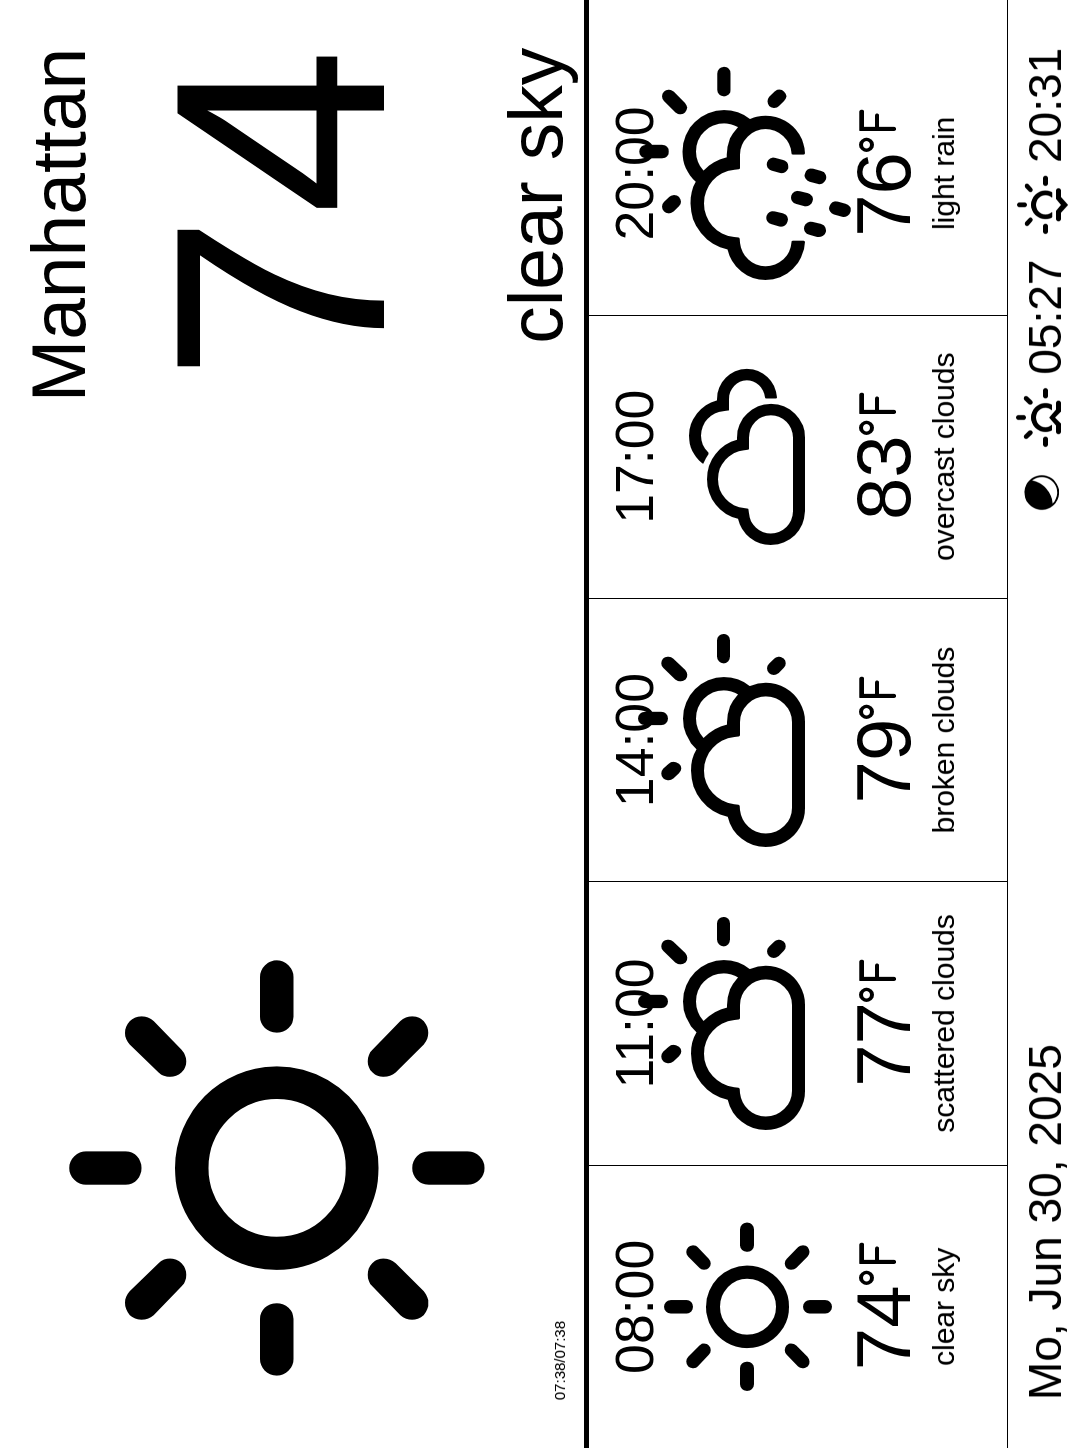 Manhattan
74
clear sky
07:38/07:38
08:00
74°F
clear sky
11:00
77°F
scattered clouds
14:00
79°F
broken clouds
17:00
83°F
overcast clouds
20:00
76°F
light rain
Mo, Jun 30, 2025
05:27 20:31